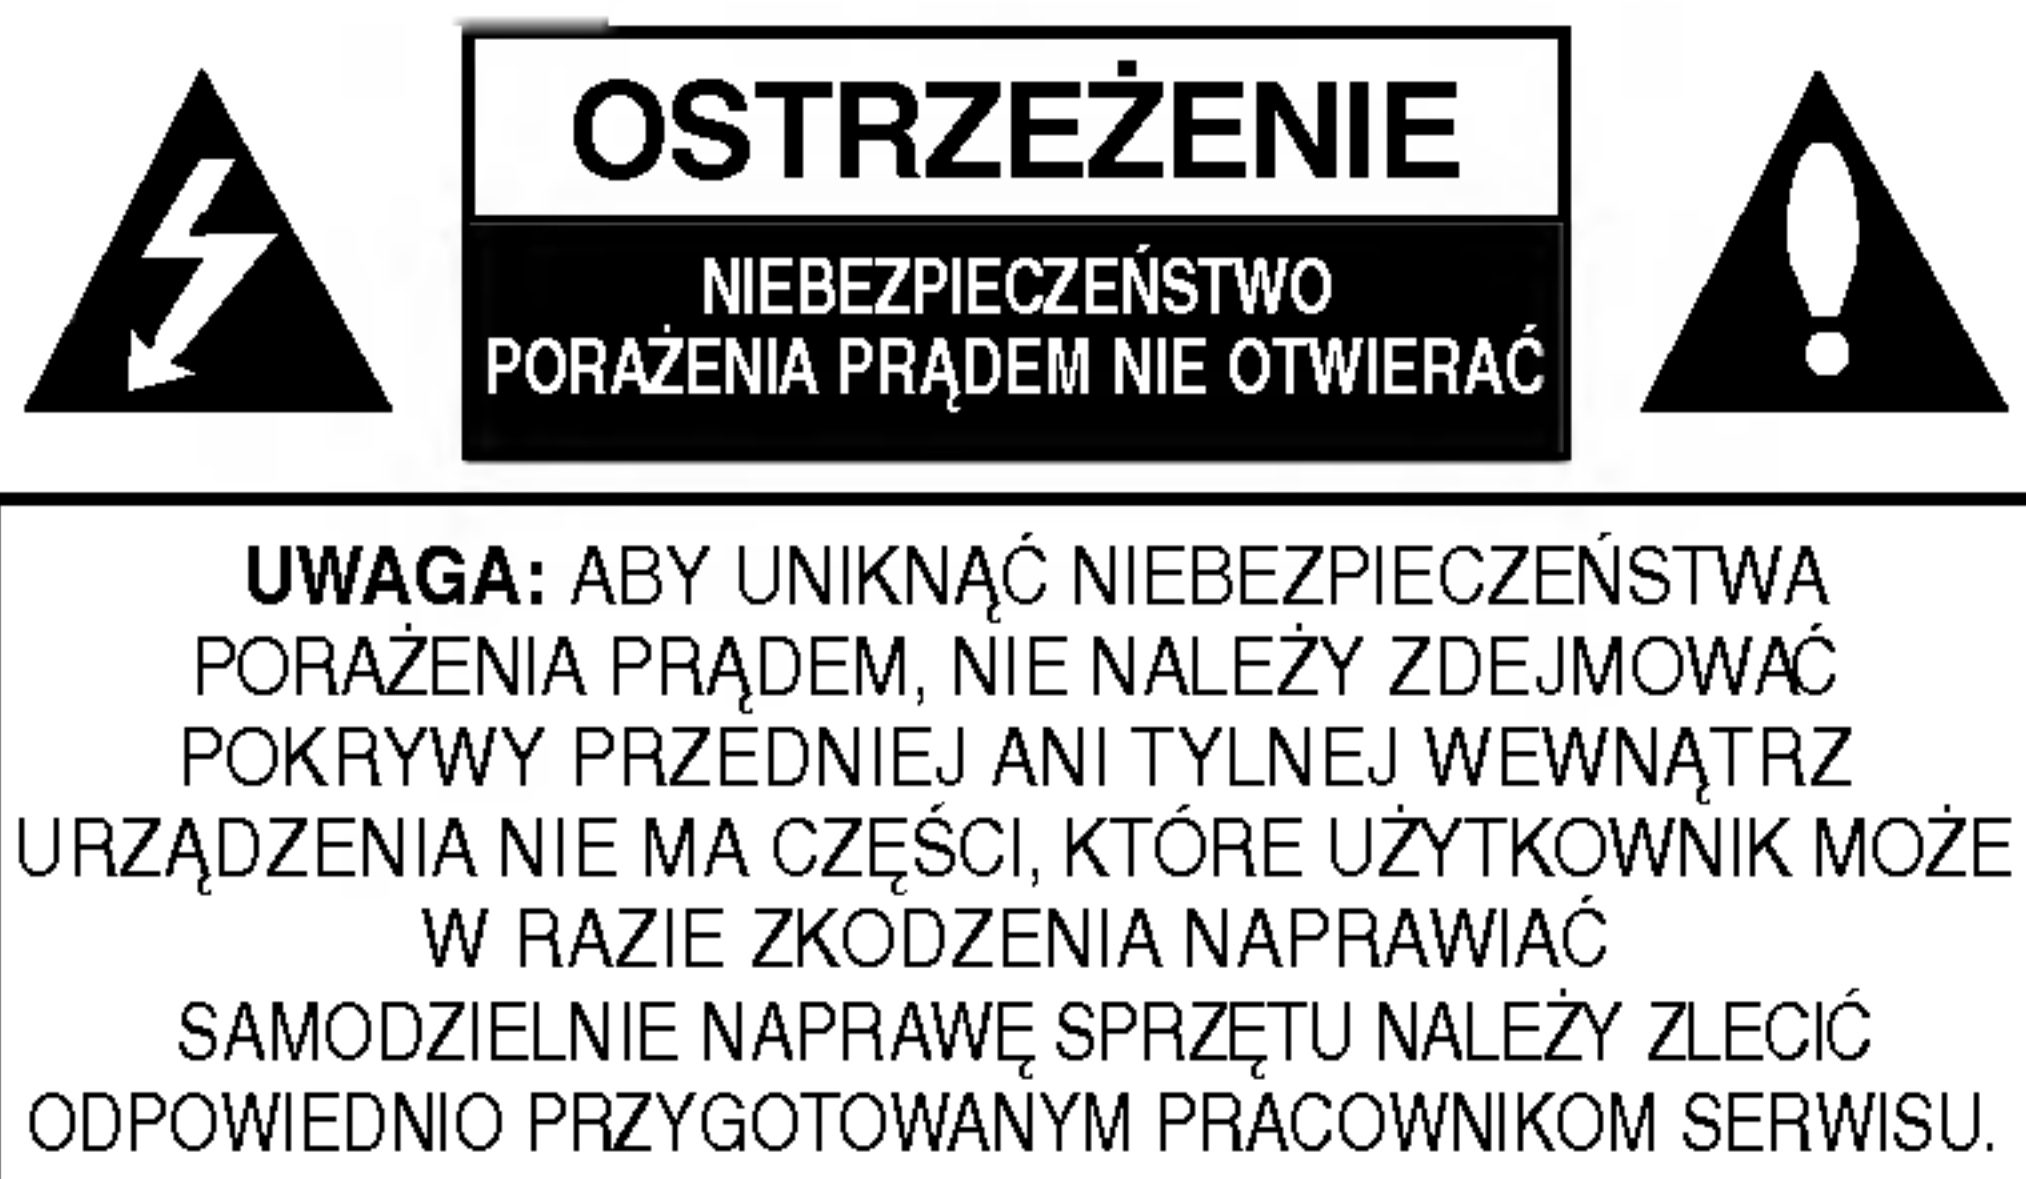 OSTRZEŻENIE
NIEBEZPIECZEŃSTWO
PORAŻENIA PRĄDEM NIE OTWIERAĆ
UWAGA: ABY UNIKNĄĆ NIEBEZPIECZEŃSTWA
PORAŻENIA PRĄDEM, NIE NALEŻY ZDEJMOWAĆ
POKRYWY PRZEDNIEJ ANI TYLNEJ WEWNĄTRZ
URZĄDZENIA NIE MA CZĘŚCI, KTÓRE UŻYTKOWNIK MOŻE
W RAZIE ZKODZENIA NAPRAWIAĆ
SAMODZIELNIE NAPRAWĘ SPRZĘTU NALEŻY ZLECIĆ
ODPOWIEDNIO PRZYGOTOWANYM PRACOWNIKOM SERWISU.